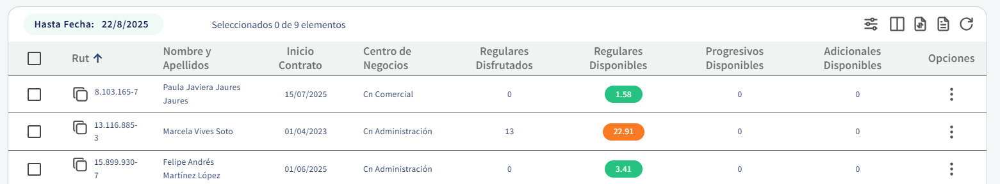 Hasta Fecha: 22/8/2025
Seleccionados 0 de 9 elementos
Rut
Nombre y
Apellidos
Inicio
Contrato
Centro de
Negocios
Regulares
Disfrutados
Regulares
Disponibles
Progresivos
Disponibles
Adicionales
Disponibles
Opciones
8.103.165-7
Paula Javiera Jaures
Jaures
15/07/2025
Cn Comercial
0
1.58
0
0
13.116.885-
3
Marcela Vives Soto
01/04/2023
Cn Administración
13
22.91
0
0
15.899.930-
7
Felipe Andrés
Martínez López
01/06/2025
Cn Administración
0
3.41
0
0